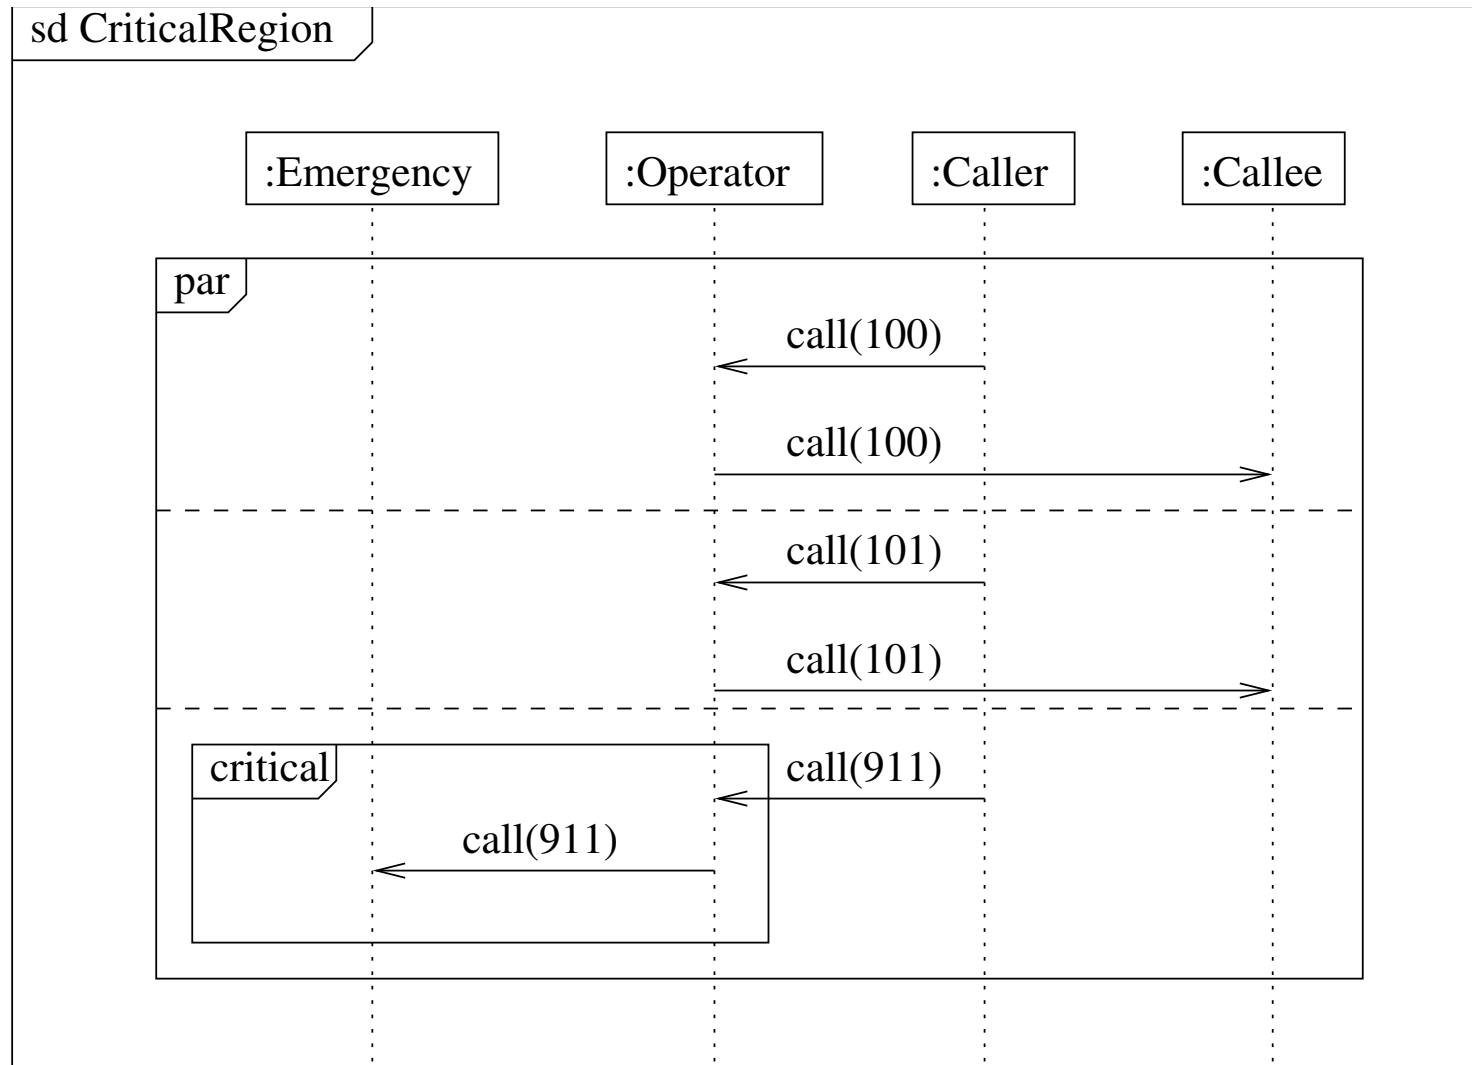 sd CriticalRegion
:Emergency :Operator :Caller :Callee
par
call(100)
call(100)
call(101)
call(101)
critical call(911)
call(911)